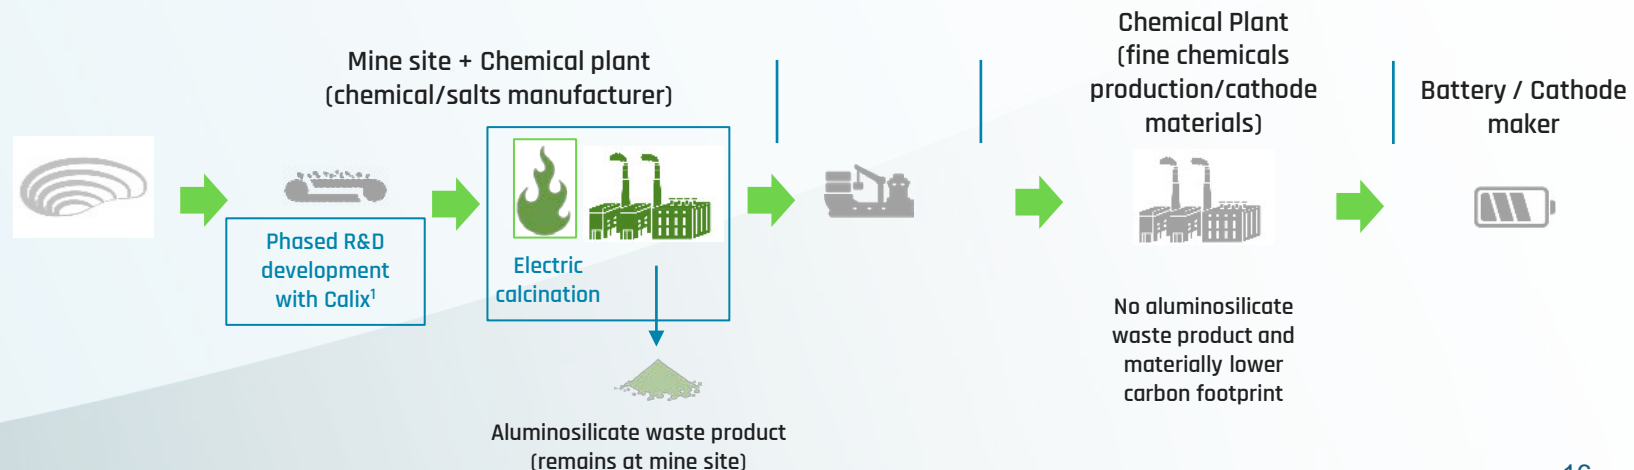 Mine site + Chemical plant
(chemical/salts manufacturer)
Chemical Plant
(fine chemicals
production/cathode
materials)
Battery / Cathode
maker
Phased R&D
development
with Calix¹
Electric
calcination
No aluminosilicate
waste product and
materially lower
carbon footprint
Aluminosilicate waste product
(remains at mine site)
16